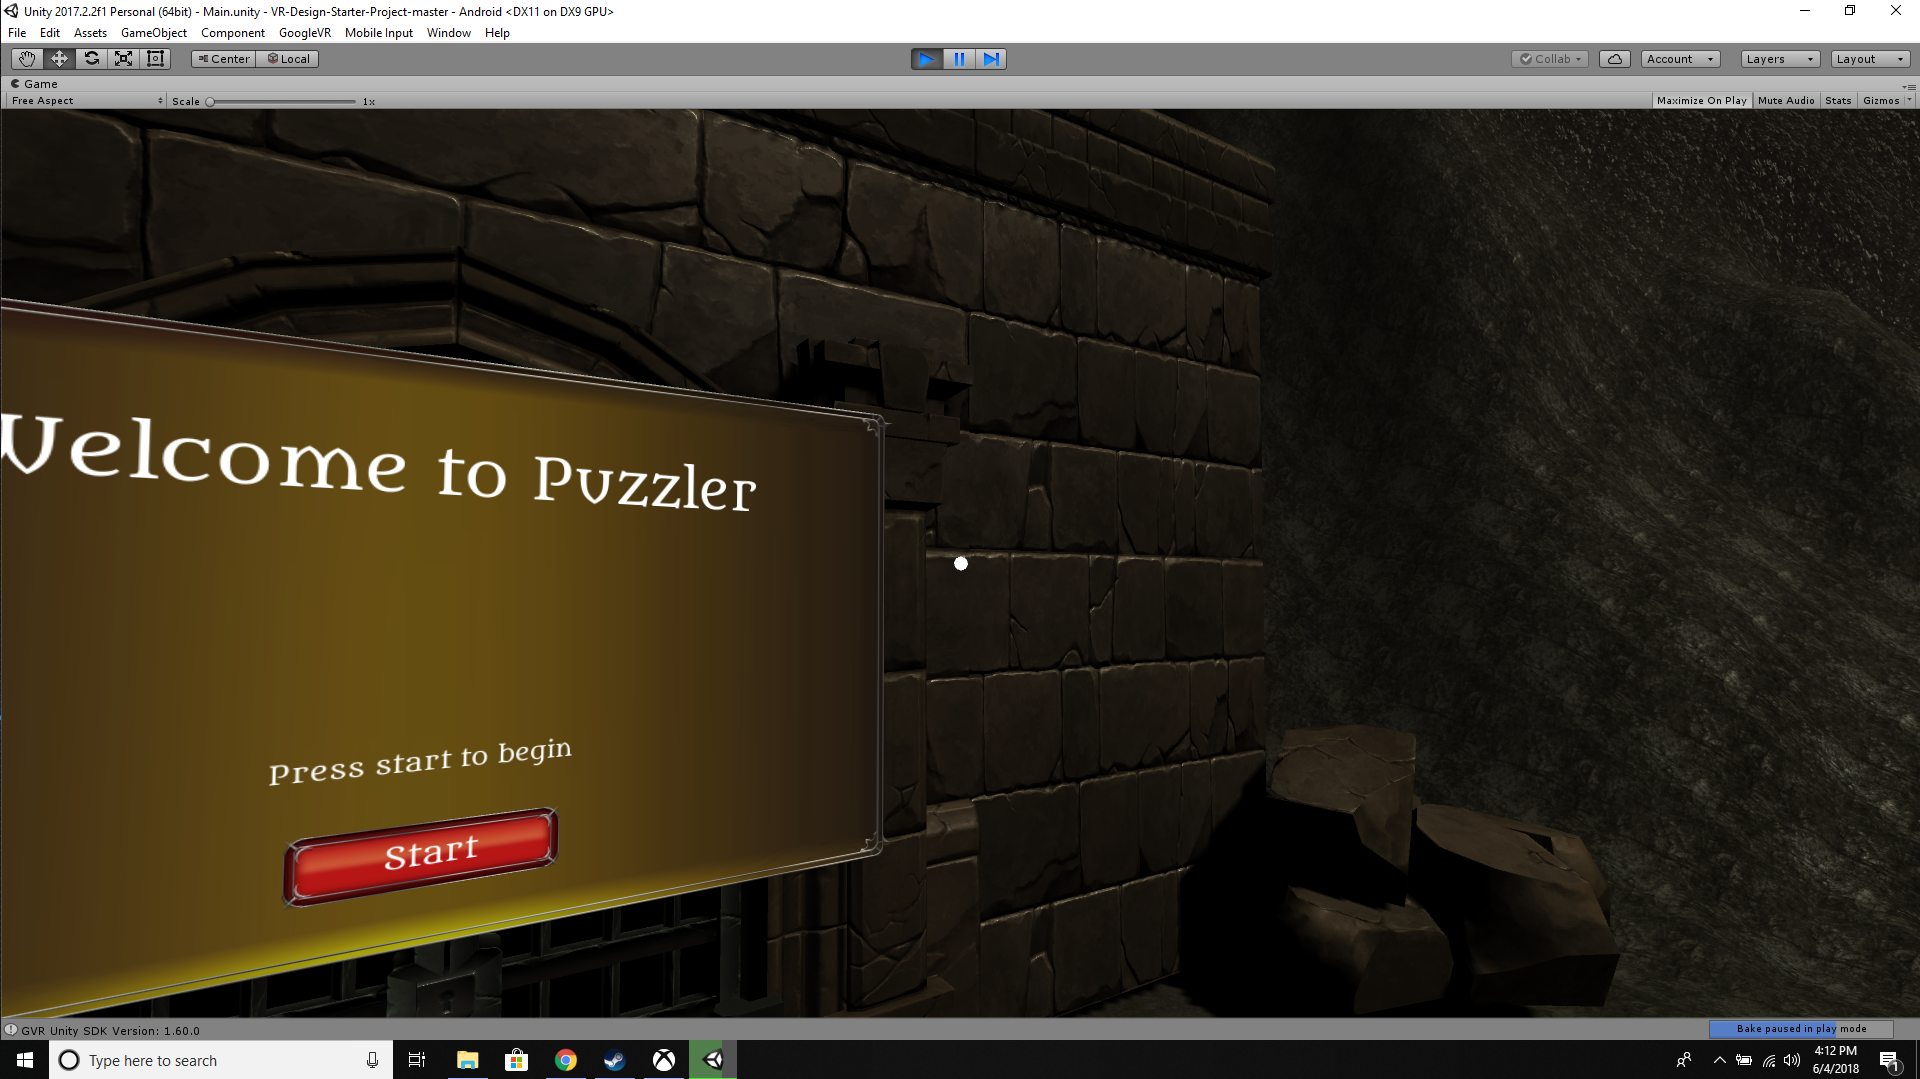 Unity 2017.2.2f1 Personal (64bit) - Main.unity - VR-Design-Starter-Project-master - Android <DX11 on DX9 GPU>
File Edit Assets GameObject Component GoogleVR Mobile Input Window Help
Center Local Collab Account Layers Layout
Game
Free Aspect Scale 1x Maximize On Play Mute Audio Stats Gizmos
Welcome to Puzzler
Press start to begin
Start
GVR Unity SDK Version: 1.60.0 Bake paused in play mode
Type here to search
4:12 PM
6/4/2018
1